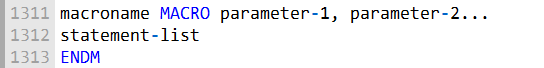 1311 macroname MACRO parameter-1, parameter-2...
1312 statement-list
1313 ENDM